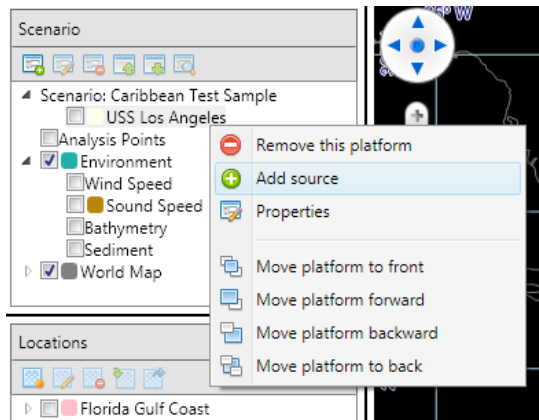 Scenario
Scenario: Caribbean Test Sample
USS Los Angeles
Analysis Points
Environment
Wind Speed
Sound Speed
Bathymetry
Sediment
World Map
Remove this platform
Add source
Properties
Move platform to front
Move platform forward
Move platform backward
Move platform to back
Locations
Florida Gulf Coast